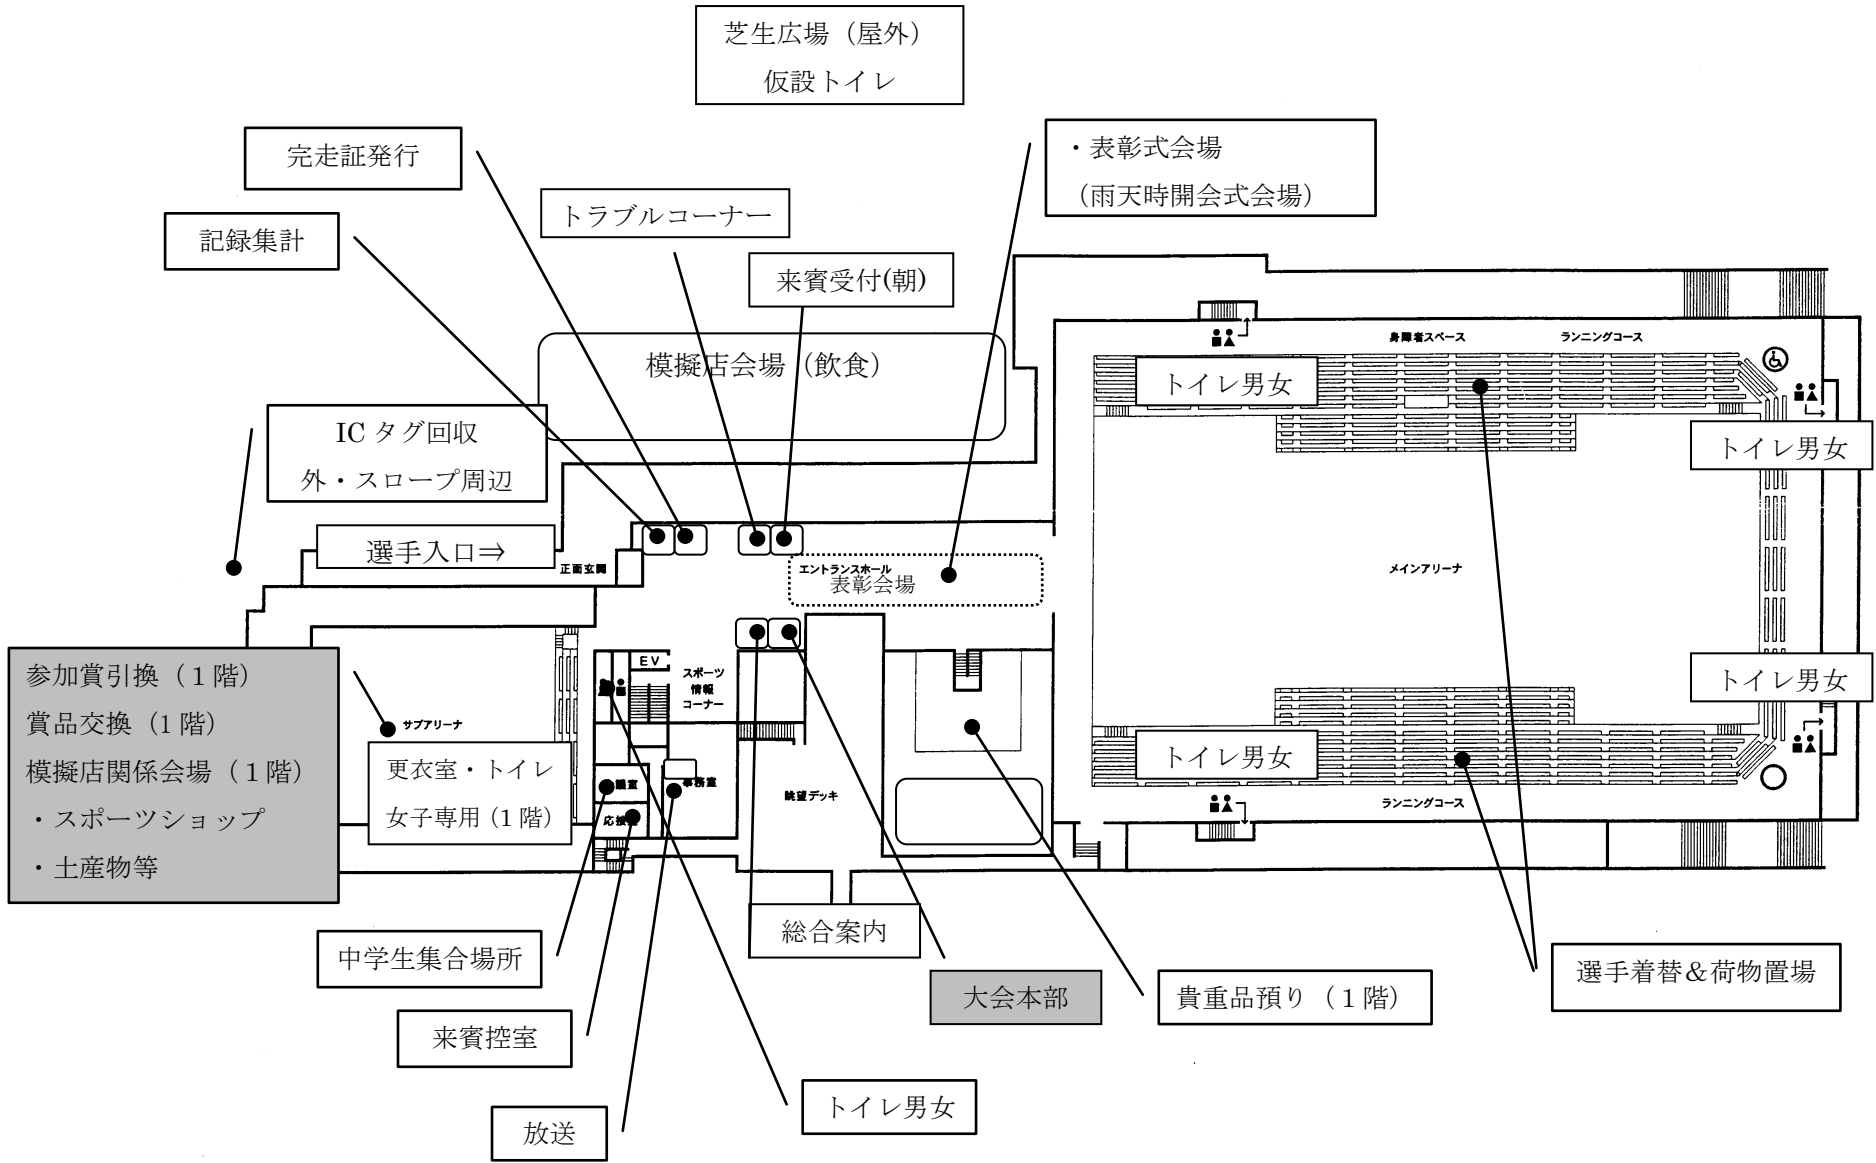 芝生広場（屋外）
仮設トイレ
完走証発行
・表彰式会場
（雨天時開会式会場）
トラブルコーナー
記録集計
来賓受付(朝)
模擬店会場（飲食）
身障者スペース
ランニングコース
トイレ男女
IC タグ回収
外・スロープ周辺
トイレ男女
選手入口⇒
正面玄関
エントランスホール
表彰会場
メインアリーナ
参加賞引換（１階）
賞品交換（1 階）
模擬店関係会場（１階）
・スポーツショップ
・土産物等
EV
スポーツ
情報
コーナー
トイレ男女
サブアリーナ
更衣室・トイレ
女子専用（1 階）
トイレ男女
議室
事務室
応接
眺望デッキ
ランニングコース
総合案内
中学生集合場所
大会本部
貴重品預り（１階）
選手着替＆荷物置場
来賓控室
トイレ男女
放送